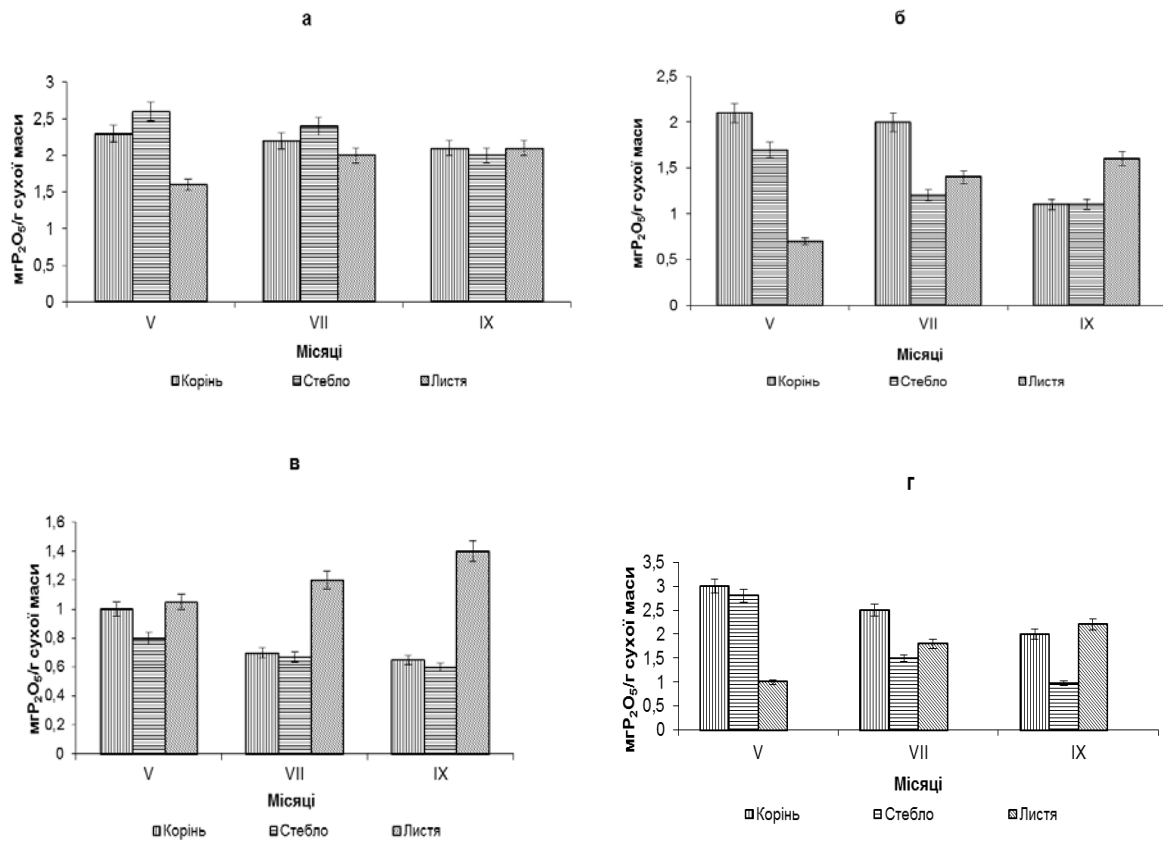 а
мгP₂O₅/г сухої маси
3
2,5
2
1,5
1
0,5
0
V VII IX
Місяці
Корінь Стебло Листя
б
мгP₂O₅/г сухої маси
2,5
2
1,5
1
0,5
0
V VII IX
Місяці
Корінь Стебло Листя
в
мгP₂O₅/г сухої маси
1,6
1,4
1,2
1
0,8
0,6
0,4
0,2
0
V VII IX
Місяці
Корінь Стебло Листя
г
мгP₂O₅/г сухої маси
3,5
3
2,5
2
1,5
1
0,5
0
V VII IX
Місяці
Корінь Стебло Листя